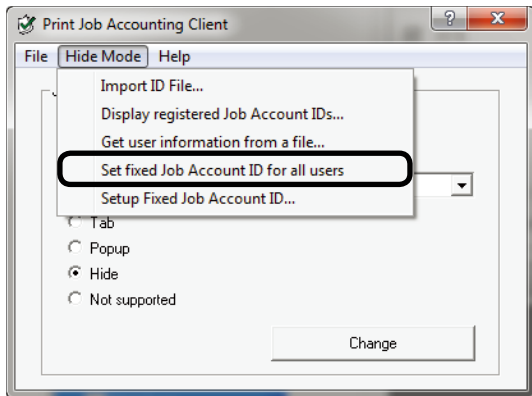 Print Job Accounting Client
File Hide Mode Help
Import ID File...
Display registered Job Account IDs...
Get user information from a file...
Set fixed Job Account ID for all users
Setup Fixed Job Account ID...
Tab
Popup
Hide
Not supported
Change